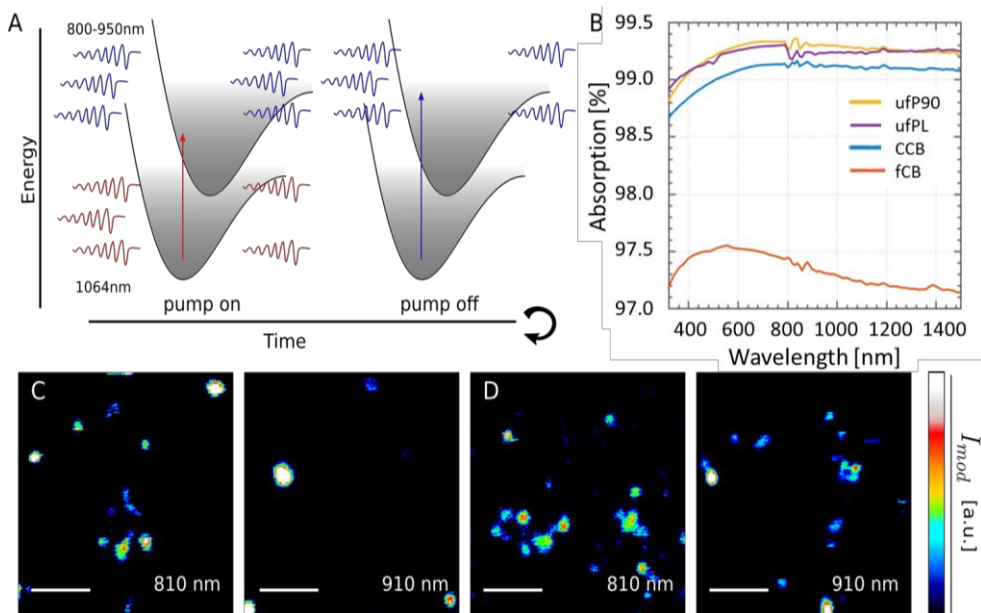 A
800-950nm
Energy
1064nm
pump on
pump off
Time
B
99.5
99.0
98.5
98.0
97.5
97.0
Absorption [%]
ufP90
ufPL
CCB
fCB
400 600 800 1000 1200 1400
Wavelength [nm]
C
810 nm
910 nm
D
810 nm
910 nm
I_mod [a.u.]